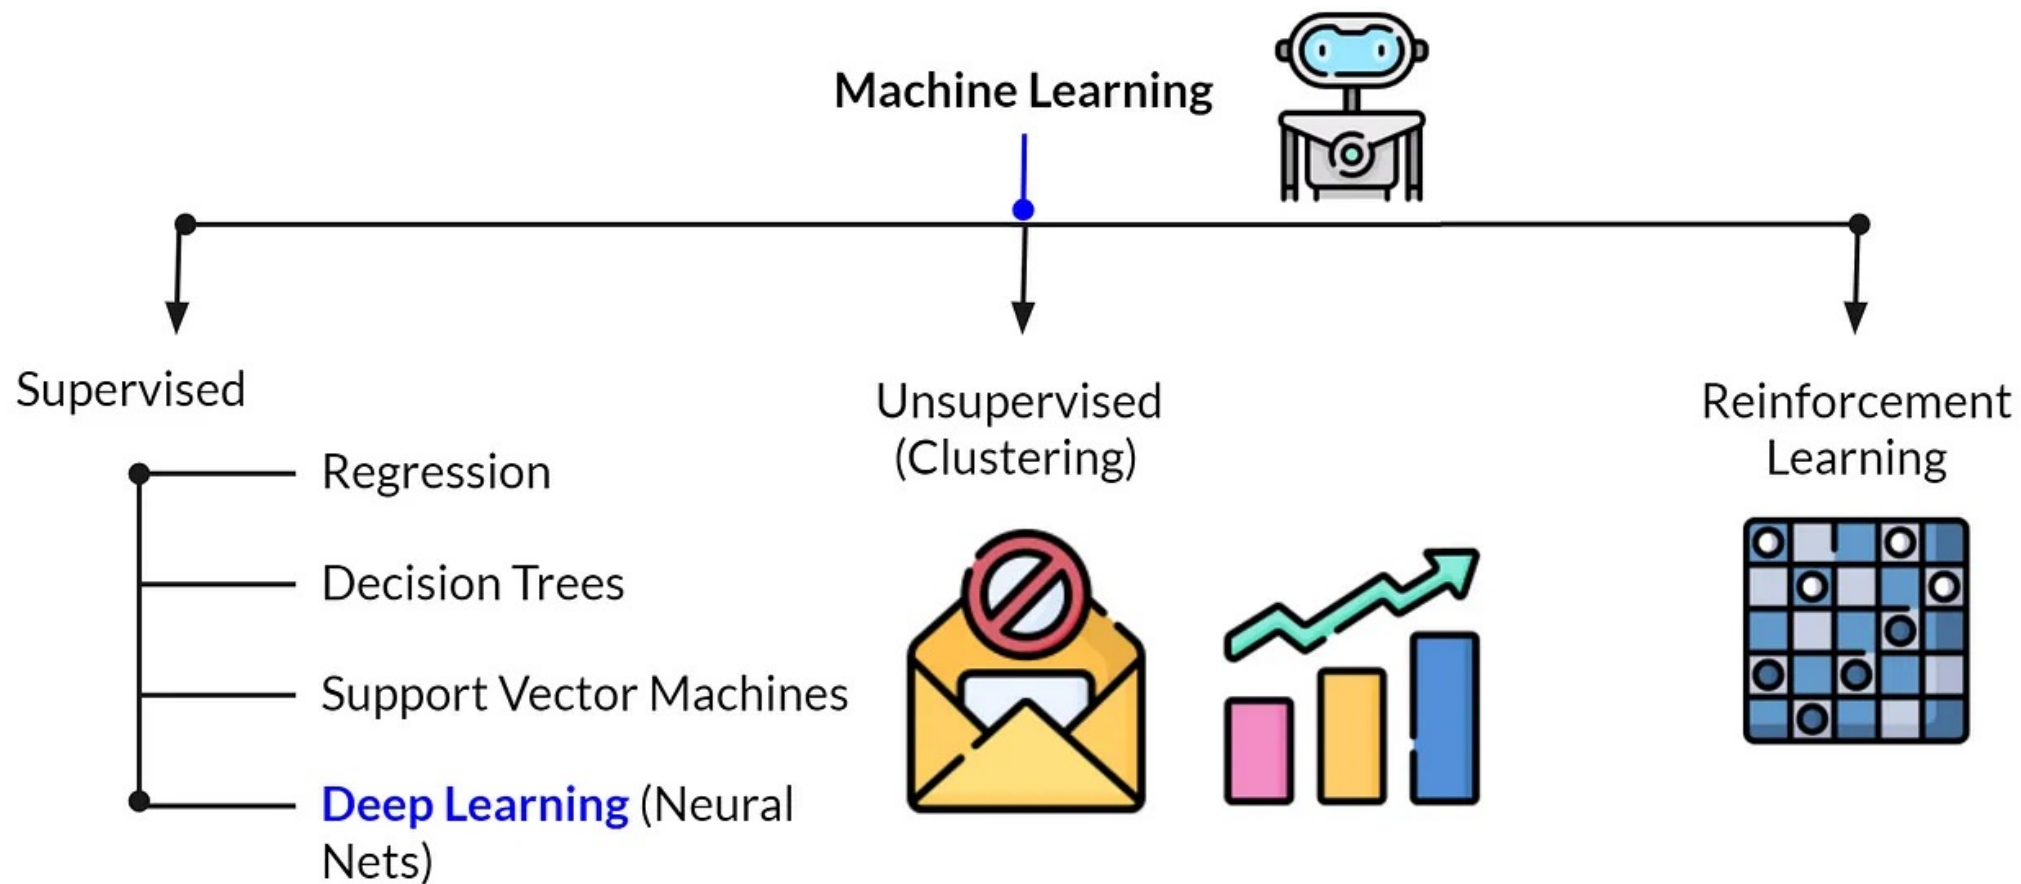 Machine Learning
Supervised
Regression
Decision Trees
Support Vector Machines
Deep Learning (Neural
Nets)
Unsupervised
(Clustering)
Reinforcement
Learning